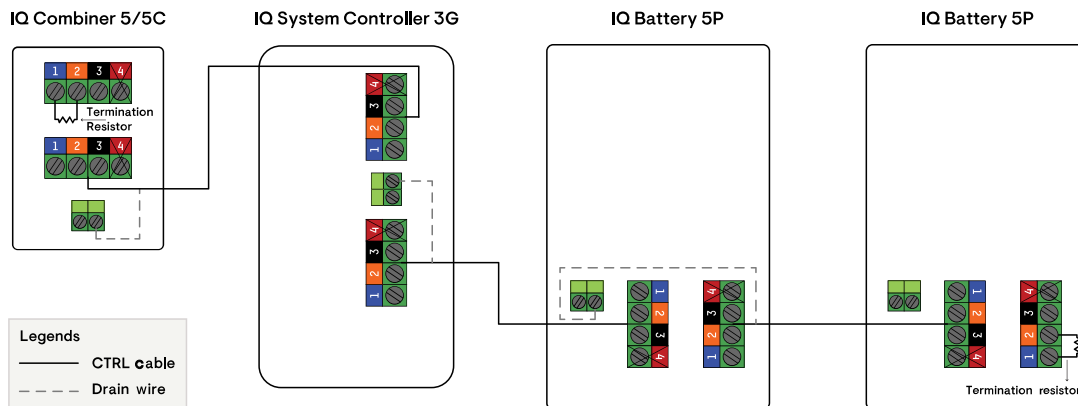 IQ Combiner 5/5C
IQ System Controller 3G
IQ Battery 5P
IQ Battery 5P
1 2 3 4
Termination
Resistor
1 2 3 4
4
3
2
1
4
3
2
1
1
2
3
4
4
3
2
1
1
2
3
4
4
3
2
1
Termination resistor
Legends
CTRL cable
Drain wire